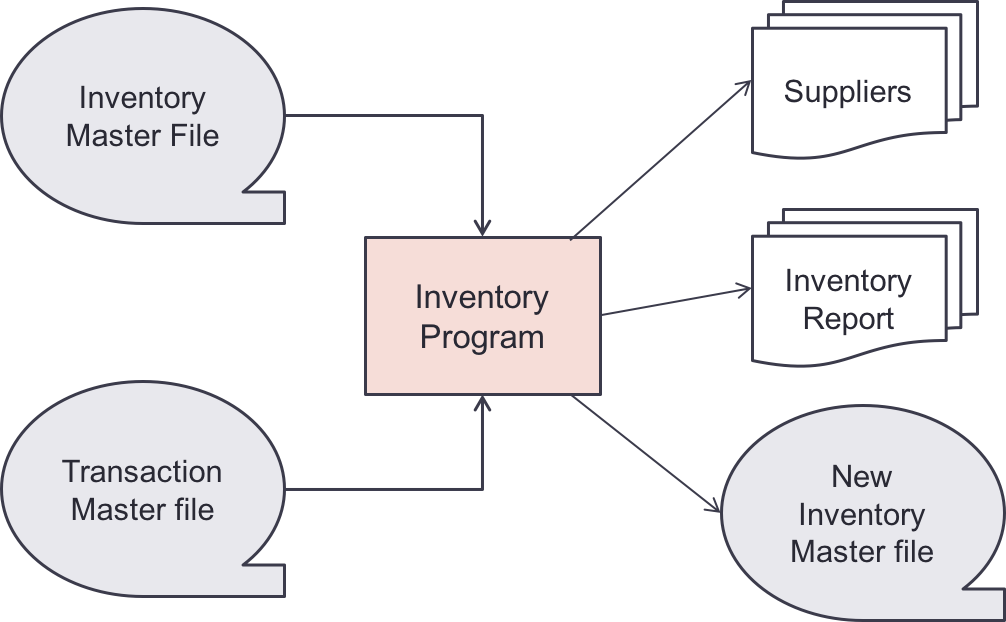 Inventory
Master File
Suppliers
Inventory
Program
Inventory
Report
Transaction
Master file
New
Inventory
Master file